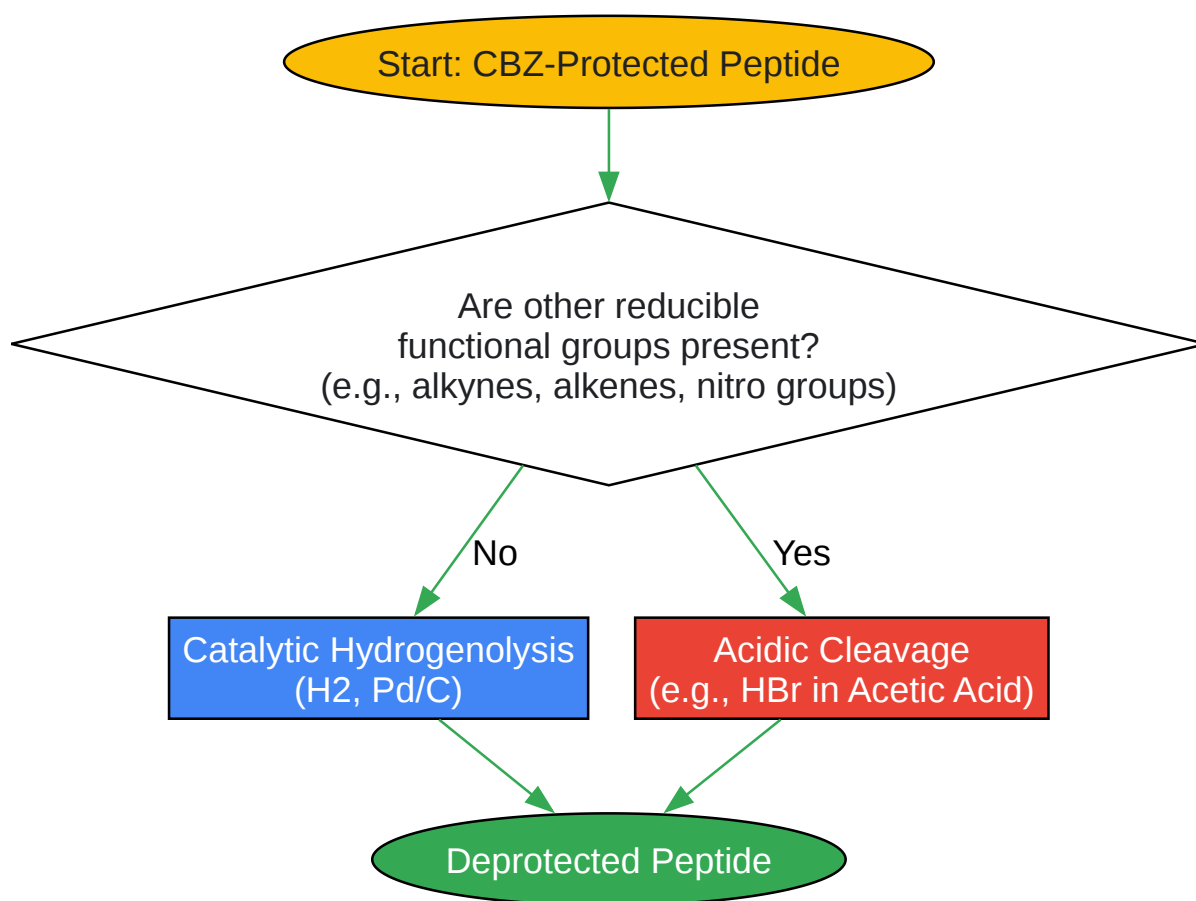 Start: CBZ-Protected Peptide
Are other reducible
functional groups present?
(e.g., alkynes, alkenes, nitro groups)
No
Yes
Catalytic Hydrogenolysis
(H2, Pd/C)
Acidic Cleavage
(e.g., HBr in Acetic Acid)
Deprotected Peptide